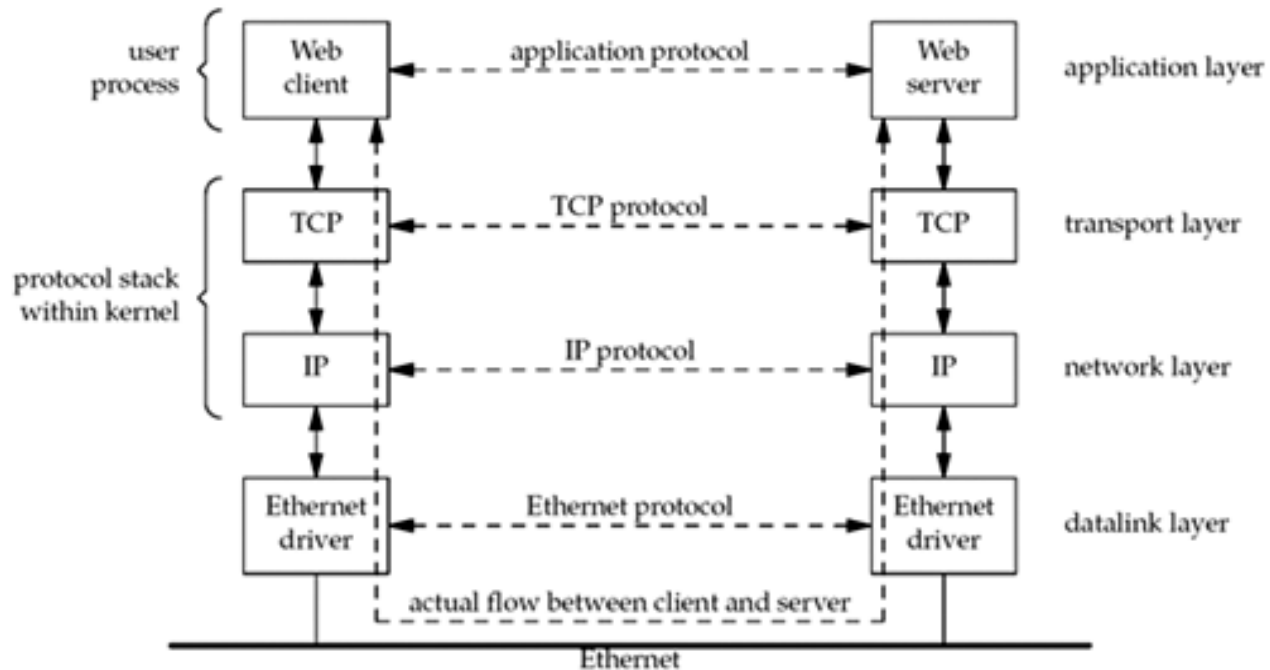 user
process
Web
client
application protocol
Web
server
application layer
TCP
TCP protocol
TCP
transport layer
protocol stack
within kernel
IP
IP protocol
IP
network layer
Ethernet
driver
Ethernet protocol
Ethernet
driver
datalink layer
actual flow between client and server
Ethernet